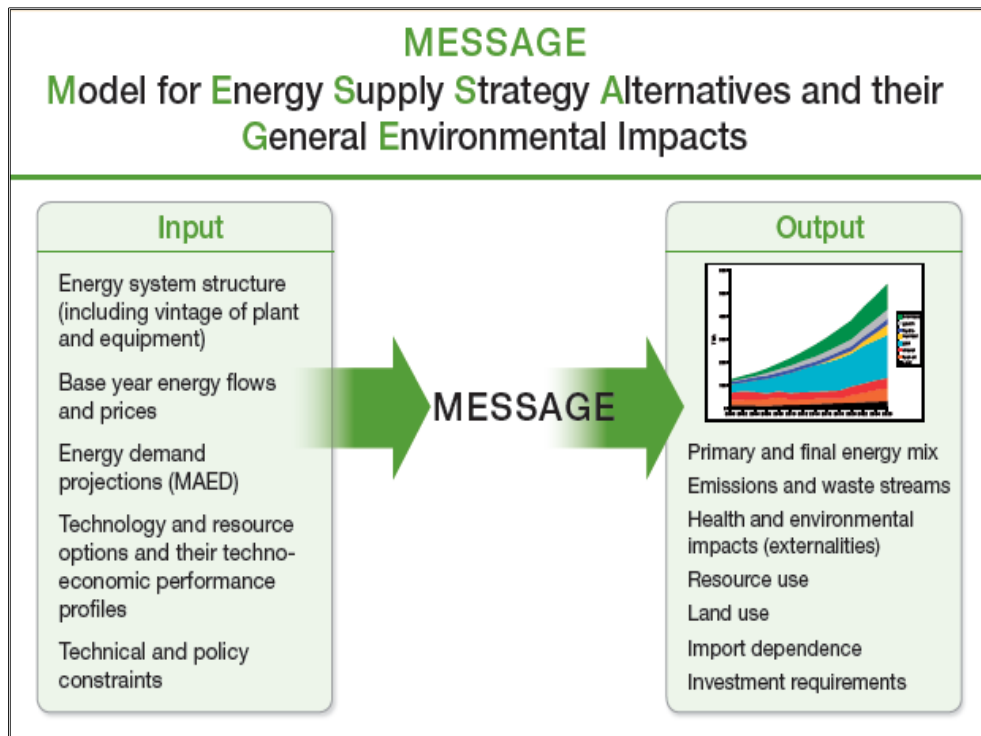 MESSAGE
Model for Energy Supply Strategy Alternatives and their
General Environmental Impacts
Input
Energy system structure
(including vintage of plant
and equipment)
Base year energy flows
and prices
Energy demand
projections (MAED)
Technology and resource
options and their techno-
economic performance
profiles
Technical and policy
constraints
MESSAGE
Output
Primary and final energy mix
Emissions and waste streams
Health and environmental
impacts (externalities)
Resource use
Land use
Import dependence
Investment requirements